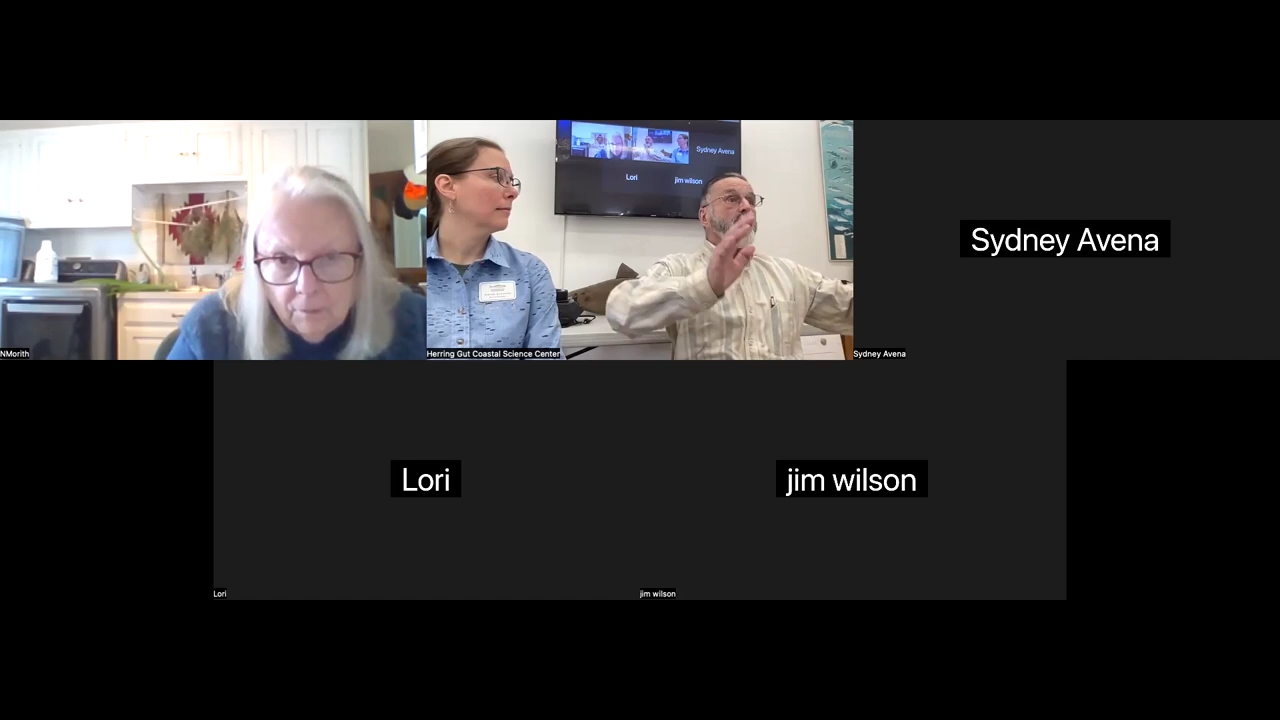 Sydney Avena
Lori
jim wilson
Sydney Avena
NMorith
Herring Gut Coastal Science Center
Sydney Avena
Lori
jim wilson
Lori
jim wilson